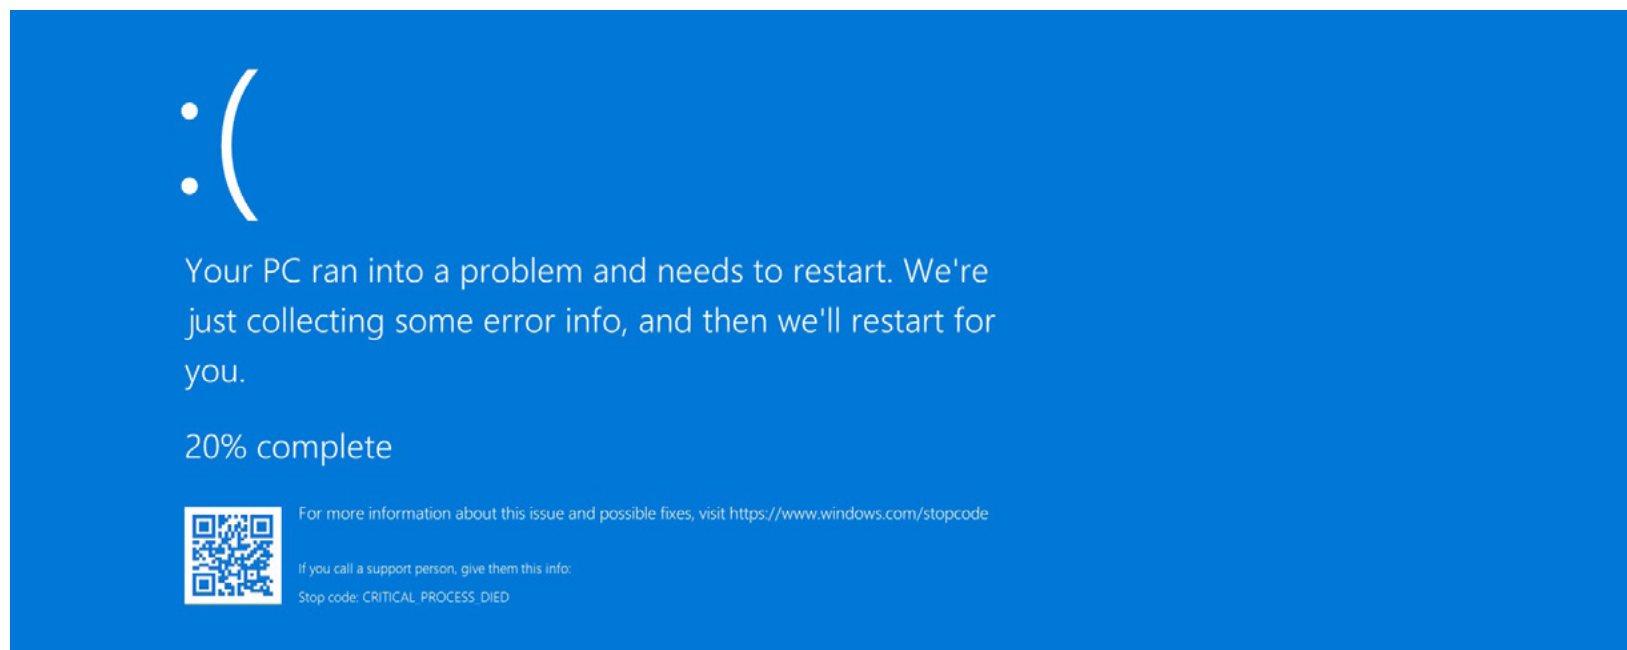 :(
Your PC ran into a problem and needs to restart. We're
just collecting some error info, and then we'll restart for
you.
20% complete
For more information about this issue and possible fixes, visit https://www.windows.com/stopcode
If you call a support person, give them this info:
Stop code: CRITICAL_PROCESS_DIED